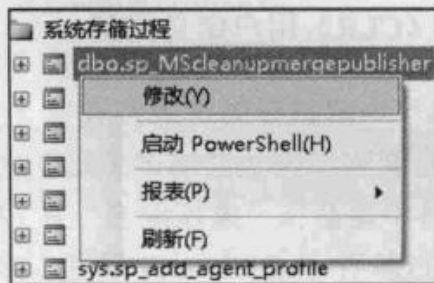 系统存储过程
dbo.sp_MScleanupmergepublisher
修改(Y)
启动 PowerShell(H)
报表(P)
刷新(F)
sys.sp_add_agent_profile